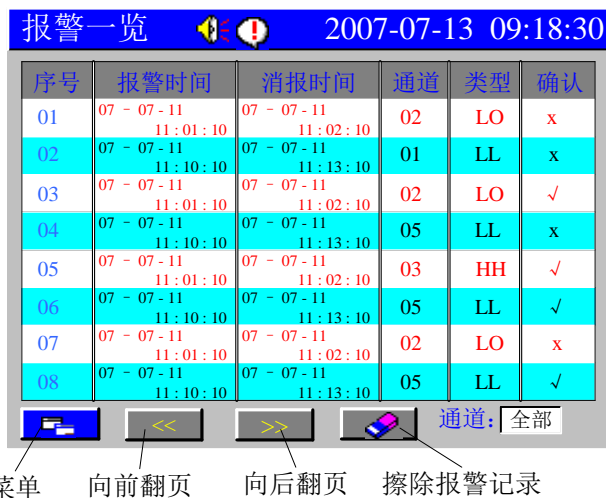 报警一览 2007-07-13 09:18:30
序号 报警时间 消报时间 通道 类型 确认
01 07 - 07-11 11:01:10 07 - 07-11 11:02:10 02 LO x
02 07 - 07-11 11:10:10 07 - 07-11 11:13:10 01 LL x
03 07 - 07-11 11:01:10 07 - 07-11 11:02:10 02 LO √
04 07 - 07-11 11:10:10 07 - 07-11 11:13:10 05 LL x
05 07 - 07-11 11:01:10 07 - 07-11 11:02:10 03 HH √
06 07 - 07-11 11:10:10 07 - 07-11 11:13:10 05 LL √
07 07 - 07-11 11:01:10 07 - 07-11 11:02:10 02 LO x
08 07 - 07-11 11:10:10 07 - 07-11 11:13:10 05 LL √
<< >> 通道: 全部
菜单 向前翻页 向后翻页 擦除报警记录